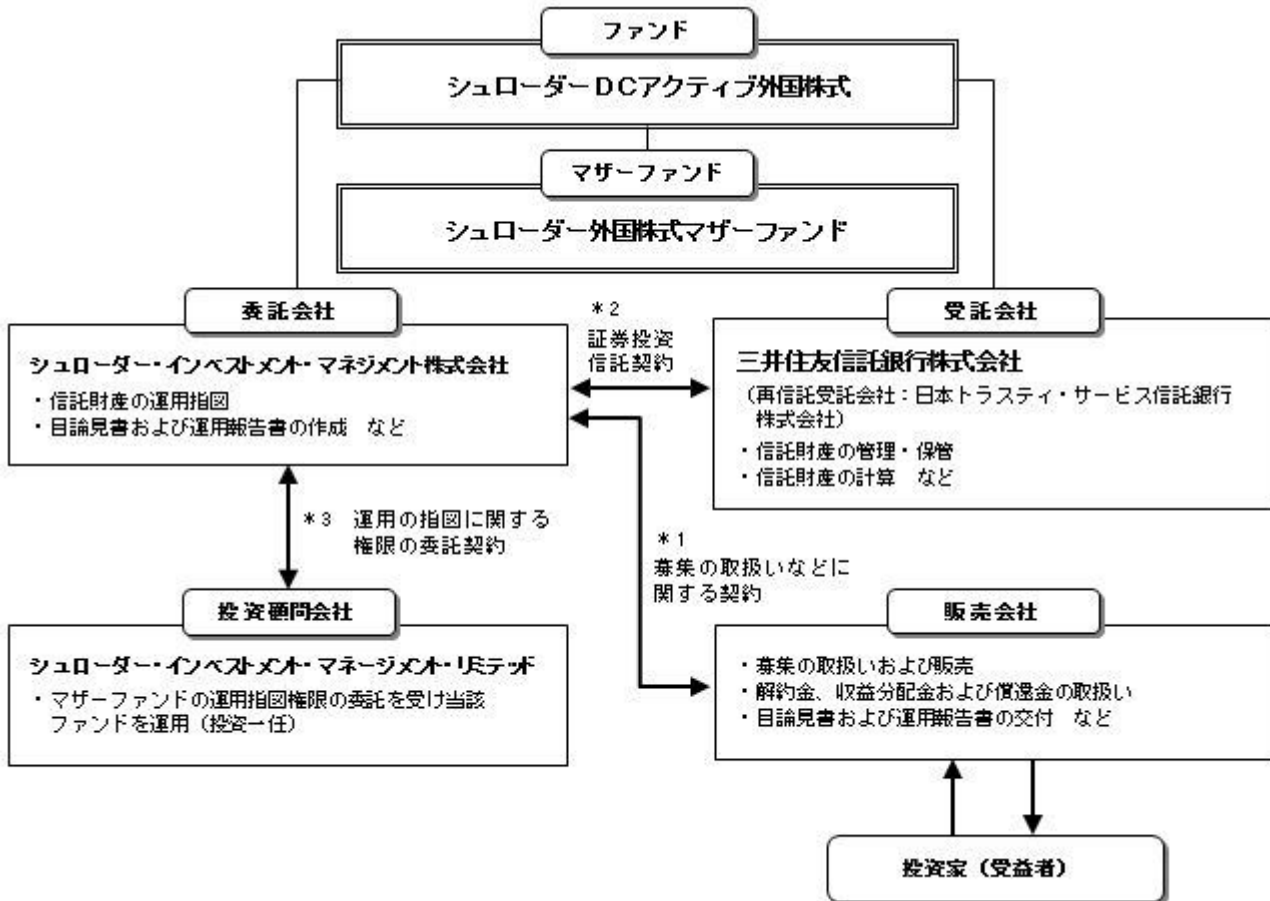 ファンド
シュローダーDCアクティブ外国株式
マザーファンド
シュローダー外国株式マザーファンド
委託会社
シュローダー・インベストメント・マネジメント株式会社
・信託財産の運用指図
・目論見書および運用報告書の作成 など
*2
証券投資
信託契約
受託会社
三井住友信託銀行株式会社
（再信託受託会社：日本トラスティ・サービス信託銀行
株式会社）
・信託財産の管理・保管
・信託財産の計算 など
*3 運用の指図に関する
権限の委託契約
*1
募集の取扱いなどに
関する契約
投資顧問会社
シュローダー・インベストメント・マネージメント・リミテッド
・マザーファンドの運用指図権限の委託を受け当該
ファンドを運用（投資一任）
販売会社
・募集の取扱いおよび販売
・解約金、収益分配金および償還金の取扱い
・目論見書および運用報告書の交付 など
投資家（受益者）